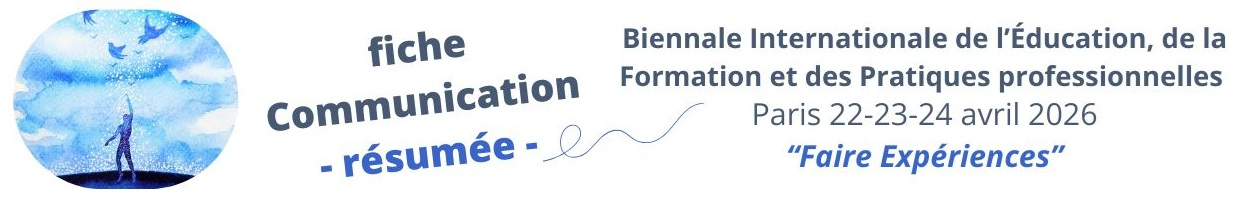 fiche
Communication
- résumée -
Biennale Internationale de l’Éducation, de la
Formation et des Pratiques professionnelles
Paris 22-23-24 avril 2026
“Faire Expériences”